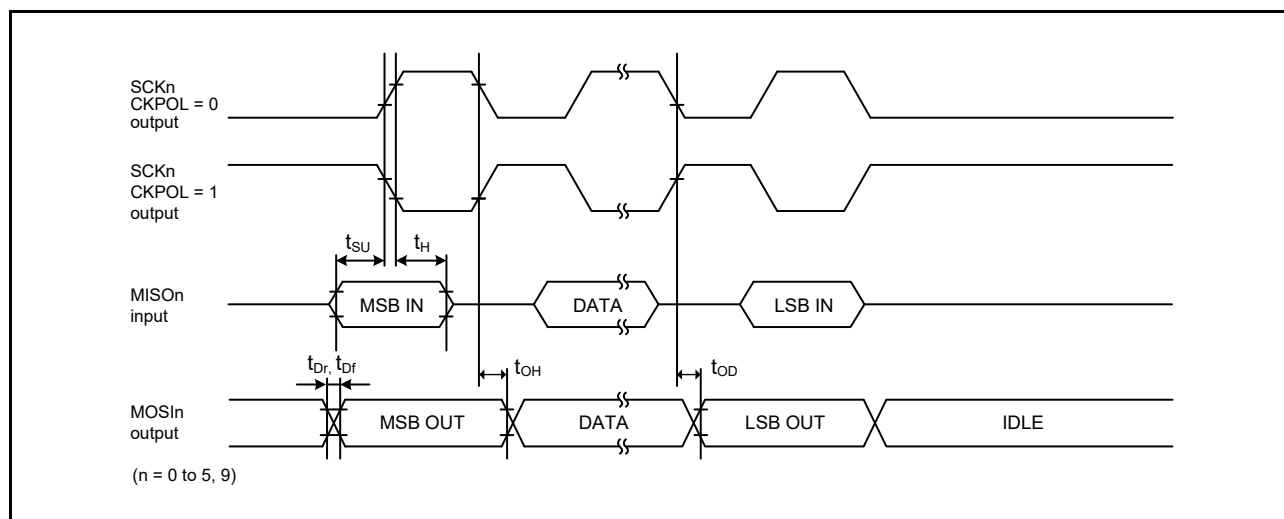 SCKn
CKPOL = 0
output
SCKn
CKPOL = 1
output
tSU
tH
MISOn
input
MSB IN
DATA
LSB IN
tDr, tDf
tOH
tOD
MOSIn
output
MSB OUT
DATA
LSB OUT
IDLE
(n = 0 to 5, 9)